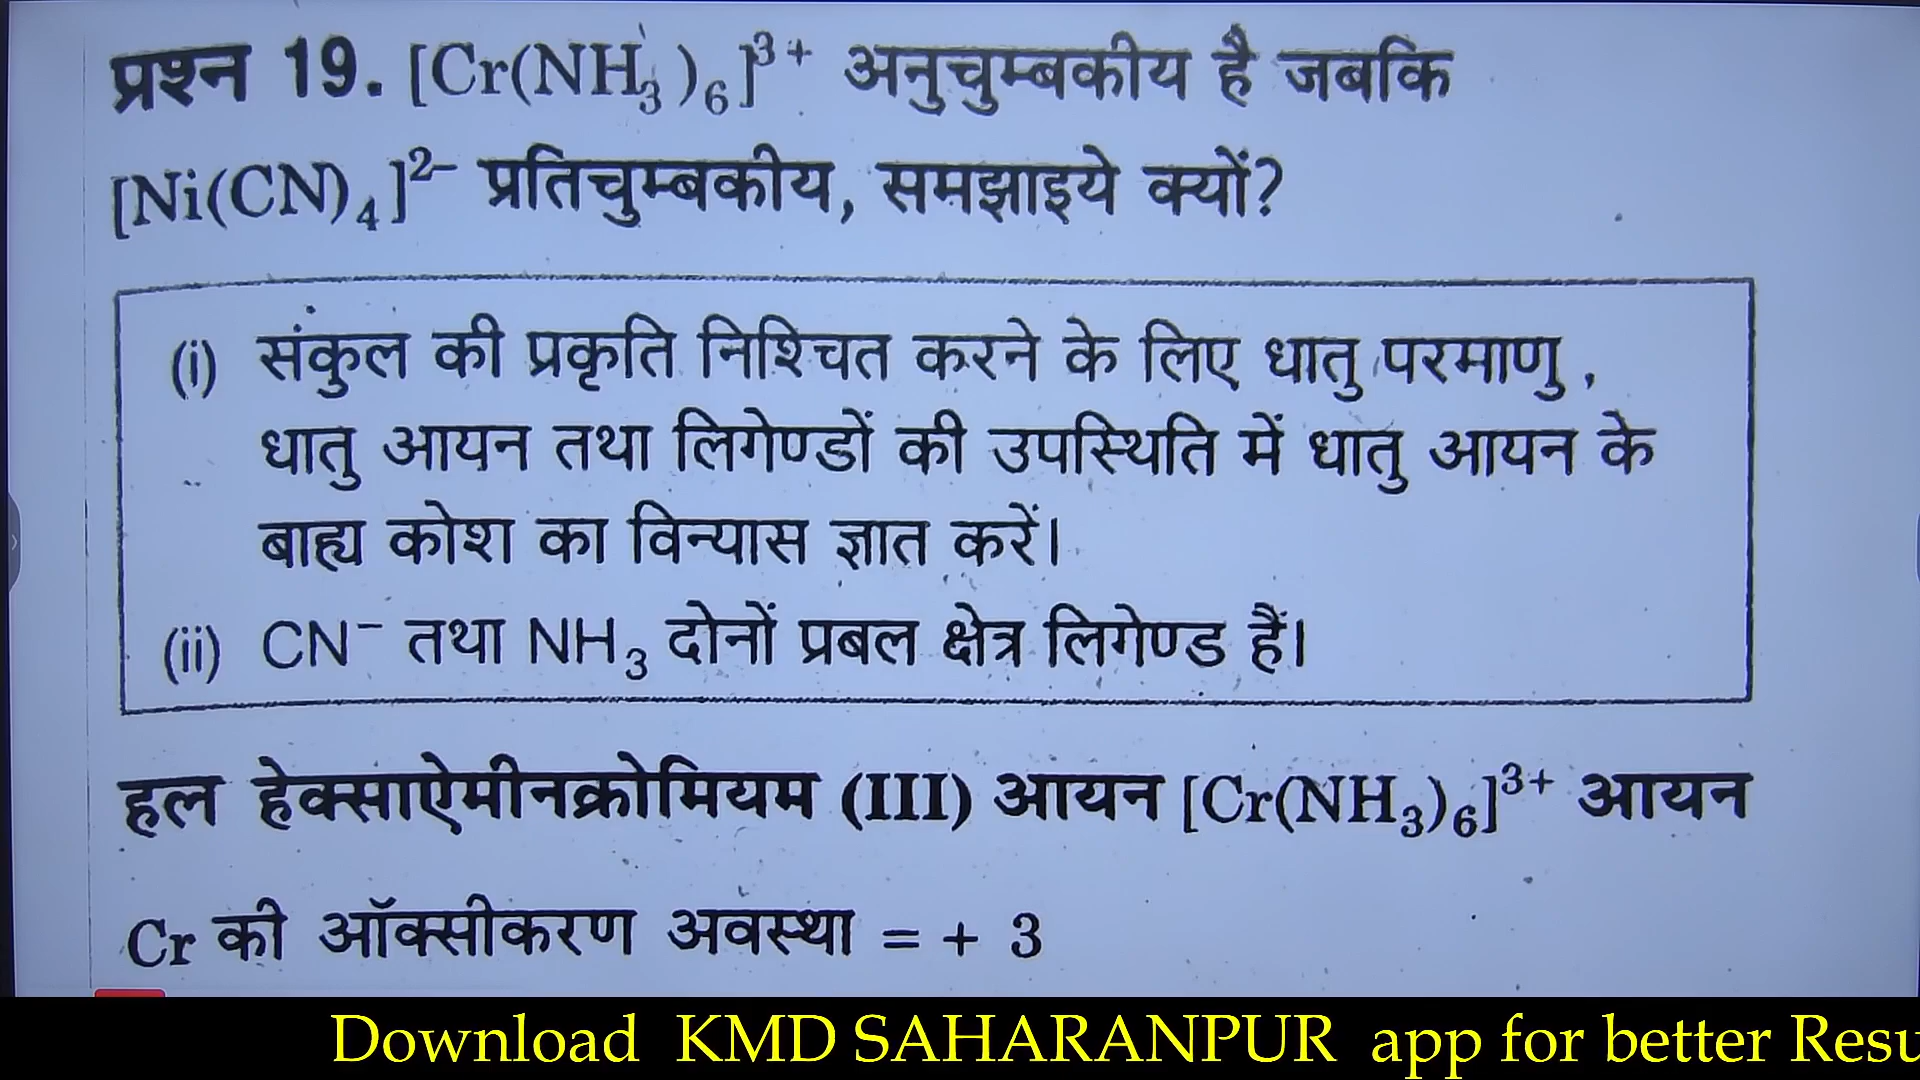 प्रश्न 19. [Cr(NH₃)₆]³⁺ अनुचुम्बकीय है जबकि
[Ni(CN)₄]²⁻ प्रतिचुम्बकीय, समझाइये क्यों?
(i) संकुल की प्रकृति निश्चित करने के लिए धातु परमाणु,
धातु आयन तथा लिगेण्डों की उपस्थिति में धातु आयन के
बाह्य कोश का विन्यास ज्ञात करें।
(ii) CN⁻ तथा NH₃ दोनों प्रबल क्षेत्र लिगेण्ड हैं।
हल हेक्साऐमीनक्रोमियम (III) आयन [Cr(NH₃)₆]³⁺ आयन
Cr की ऑक्सीकरण अवस्था = + 3
Download KMD SAHARANPUR app for better Resu